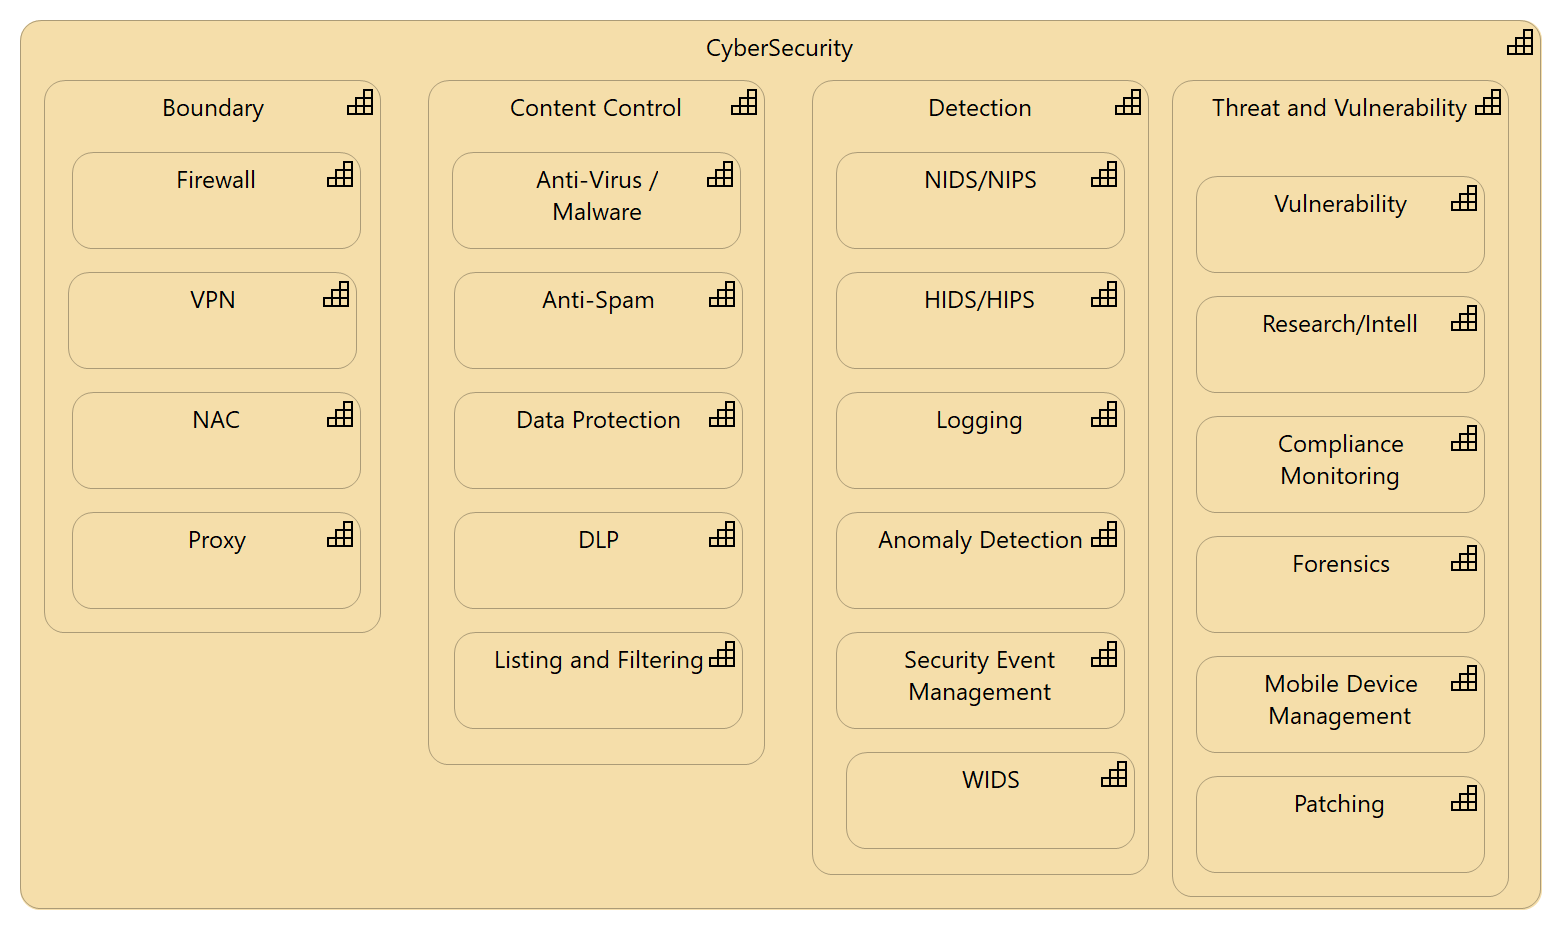 CyberSecurity
Boundary
Firewall
VPN
NAC
Proxy
Content Control
Anti-Virus /
Malware
Anti-Spam
Data Protection
DLP
Listing and Filtering
Detection
NIDS/NIPS
HIDS/HIPS
Logging
Anomaly Detection
Security Event
Management
WIDS
Threat and Vulnerability
Vulnerability
Research/Intell
Compliance
Monitoring
Forensics
Mobile Device
Management
Patching